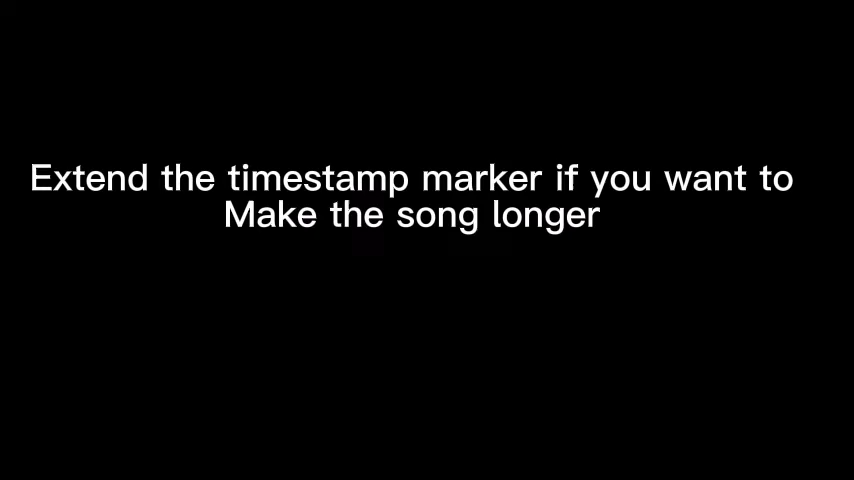 Extend the timestamp marker if you want to
Make the song longer